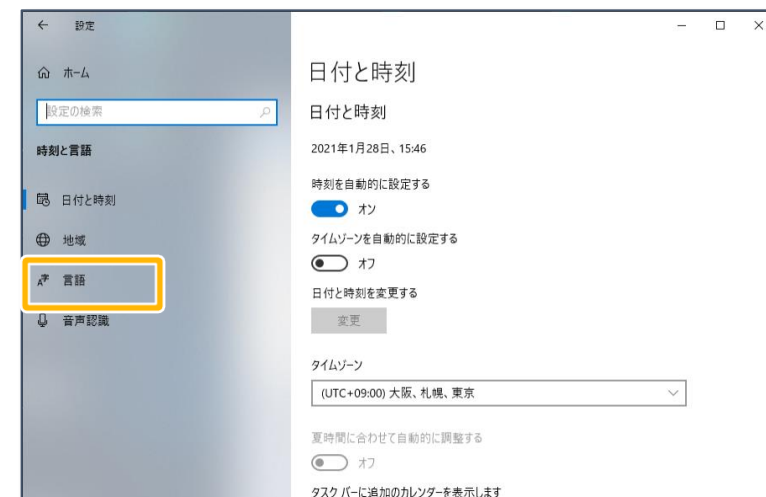 設定
ホーム
設定の検索
時刻と言語
日付と時刻
地域
言語
音声認識
日付と時刻
日付と時刻
2021年1月28日、15:46
時刻を自動的に設定する
オン
タイムゾーンを自動的に設定する
オフ
日付と時刻を変更する
変更
タイムゾーン
(UTC+09:00) 大阪、札幌、東京
夏時間に合わせて自動的に調整する
オフ
タスク バーに追加のカレンダーを表示します